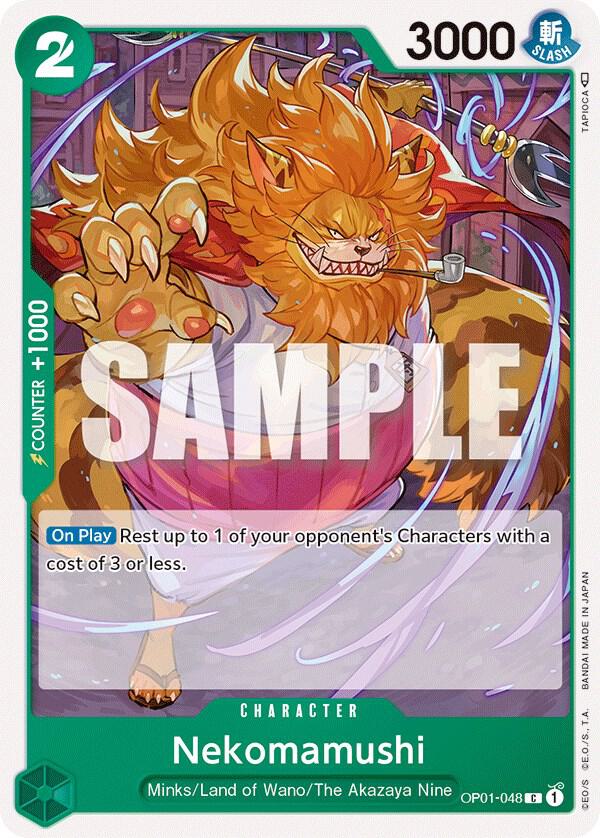 2
3000
斬
SLASH
TAPIOCA
COUNTER +1000
SAMPLE
On Play Rest up to 1 of your opponent's Characters with a
cost of 3 or less.
CHARACTER
Nekomamushi
Minks/Land of Wano/The Akazaya Nine
OP01-048 C 1
©EO/S ©E.O./S., T.A. BANDAI MADE IN JAPAN